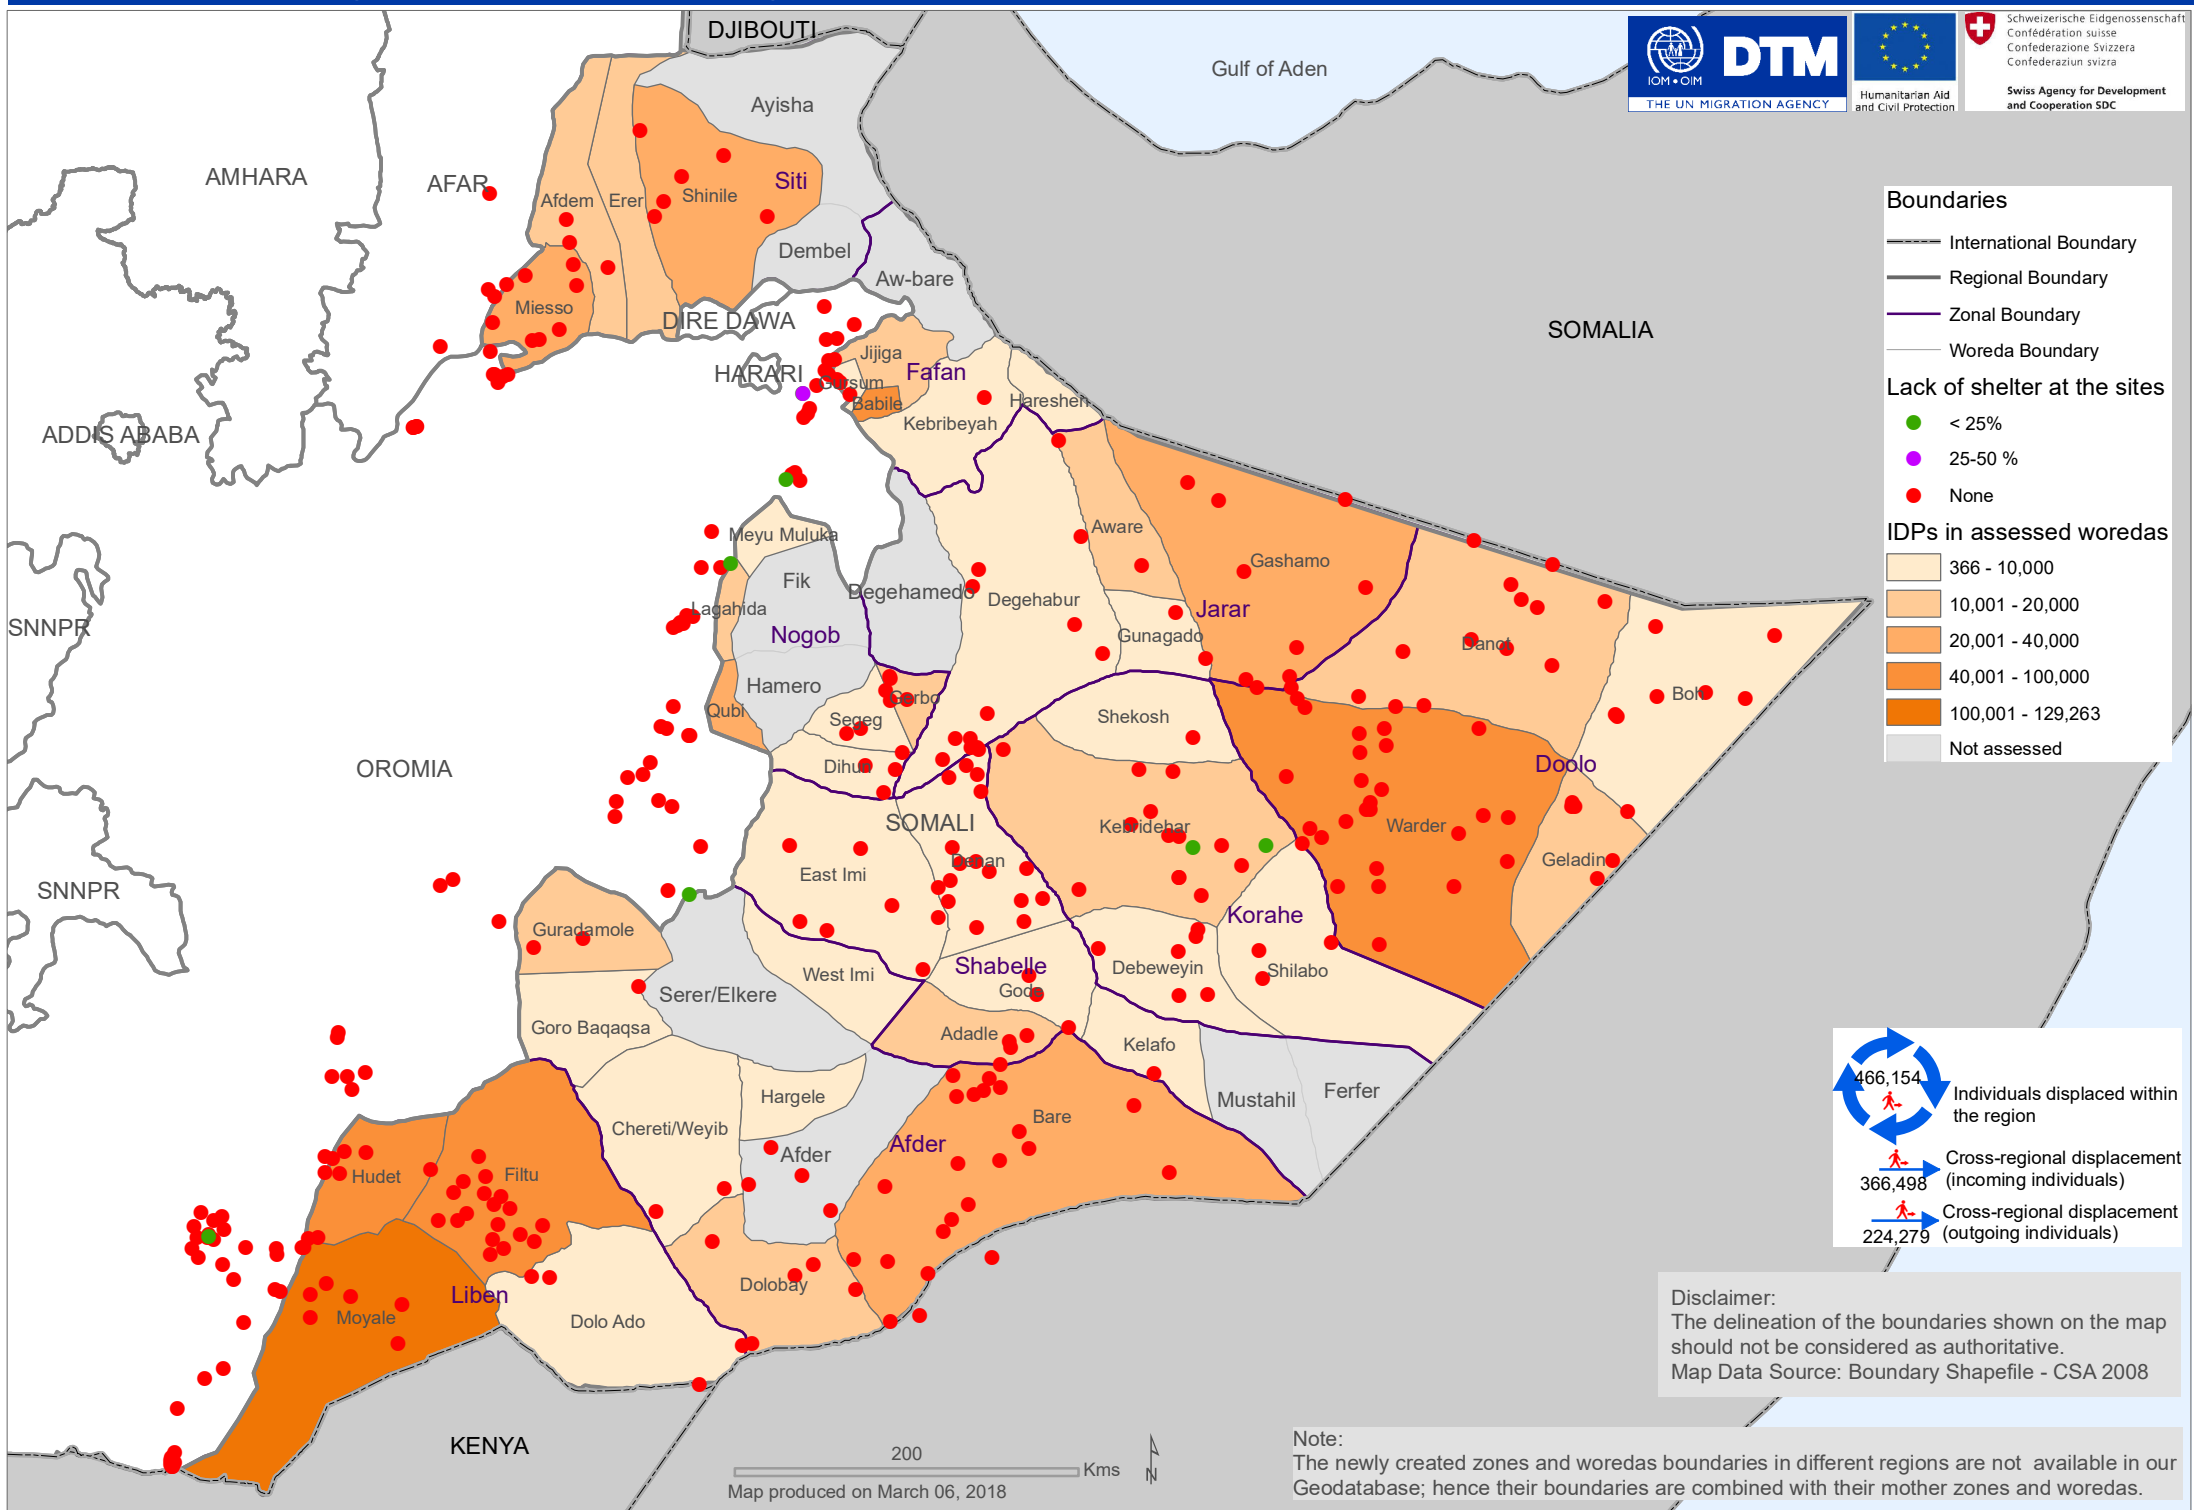 DJIBOUTI
Gulf of Aden
IOM • OIM
DTM
THE UN MIGRATION AGENCY
Humanitarian Aid
and Civil Protection
Schweizerische Eidgenossenschaft
Confédération suisse
Confederazione Svizzera
Confederaziun svizra
Swiss Agency for Development
and Cooperation SDC
AMHARA
AFAR
Ayisha
Siti
Afdem
Erer
Shinile
Dembel
Aw-bare
Miesso
DIRE DAWA
SOMALIA
HARARI
Jijiga
Fafan
Gursum
Babile
Hareshen
Kebribeyah
ADDIS ABABA
Boundaries
International Boundary
Regional Boundary
Zonal Boundary
Woreda Boundary
Lack of shelter at the sites
< 25%
25-50 %
None
IDPs in assessed woredas
366 - 10,000
10,001 - 20,000
20,001 - 40,000
40,001 - 100,000
100,001 - 129,263
Not assessed
Meyu Muluka
Aware
Gashamo
Fik
Degehamedo
Degehabur
Lagahida
Jarar
SNNPR
Nogob
Gunagado
Danot
Hamero
Gerbo
Boh
Qubi
Segeg
Shekosh
OROMIA
Dihun
Doolo
SOMALI
Kebridehar
Warder
Denan
Geladin
East Imi
SNNPR
Korahe
Guradamole
Shabelle
Debeweyin
Shilabo
West Imi
Serer/Elkere
Gode
Goro Baqaqsa
Adadle
Kelafo
Hargele
Mustahil
Ferfer
Bare
Chereti/Weyib
Afder
Afder
Hudet
Filtu
Dolobay
Liben
Moyale
Dolo Ado
KENYA
466,154
Individuals displaced within
the region
Cross-regional displacement
366,498
(incoming individuals)
Cross-regional displacement
224,279
(outgoing individuals)
Disclaimer:
The delineation of the boundaries shown on the map
should not be considered as authoritative.
Map Data Source: Boundary Shapefile - CSA 2008
200
Kms
N
Map produced on March 06, 2018
Note:
The newly created zones and woredas boundaries in different regions are not available in our
Geodatabase; hence their boundaries are combined with their mother zones and woredas.